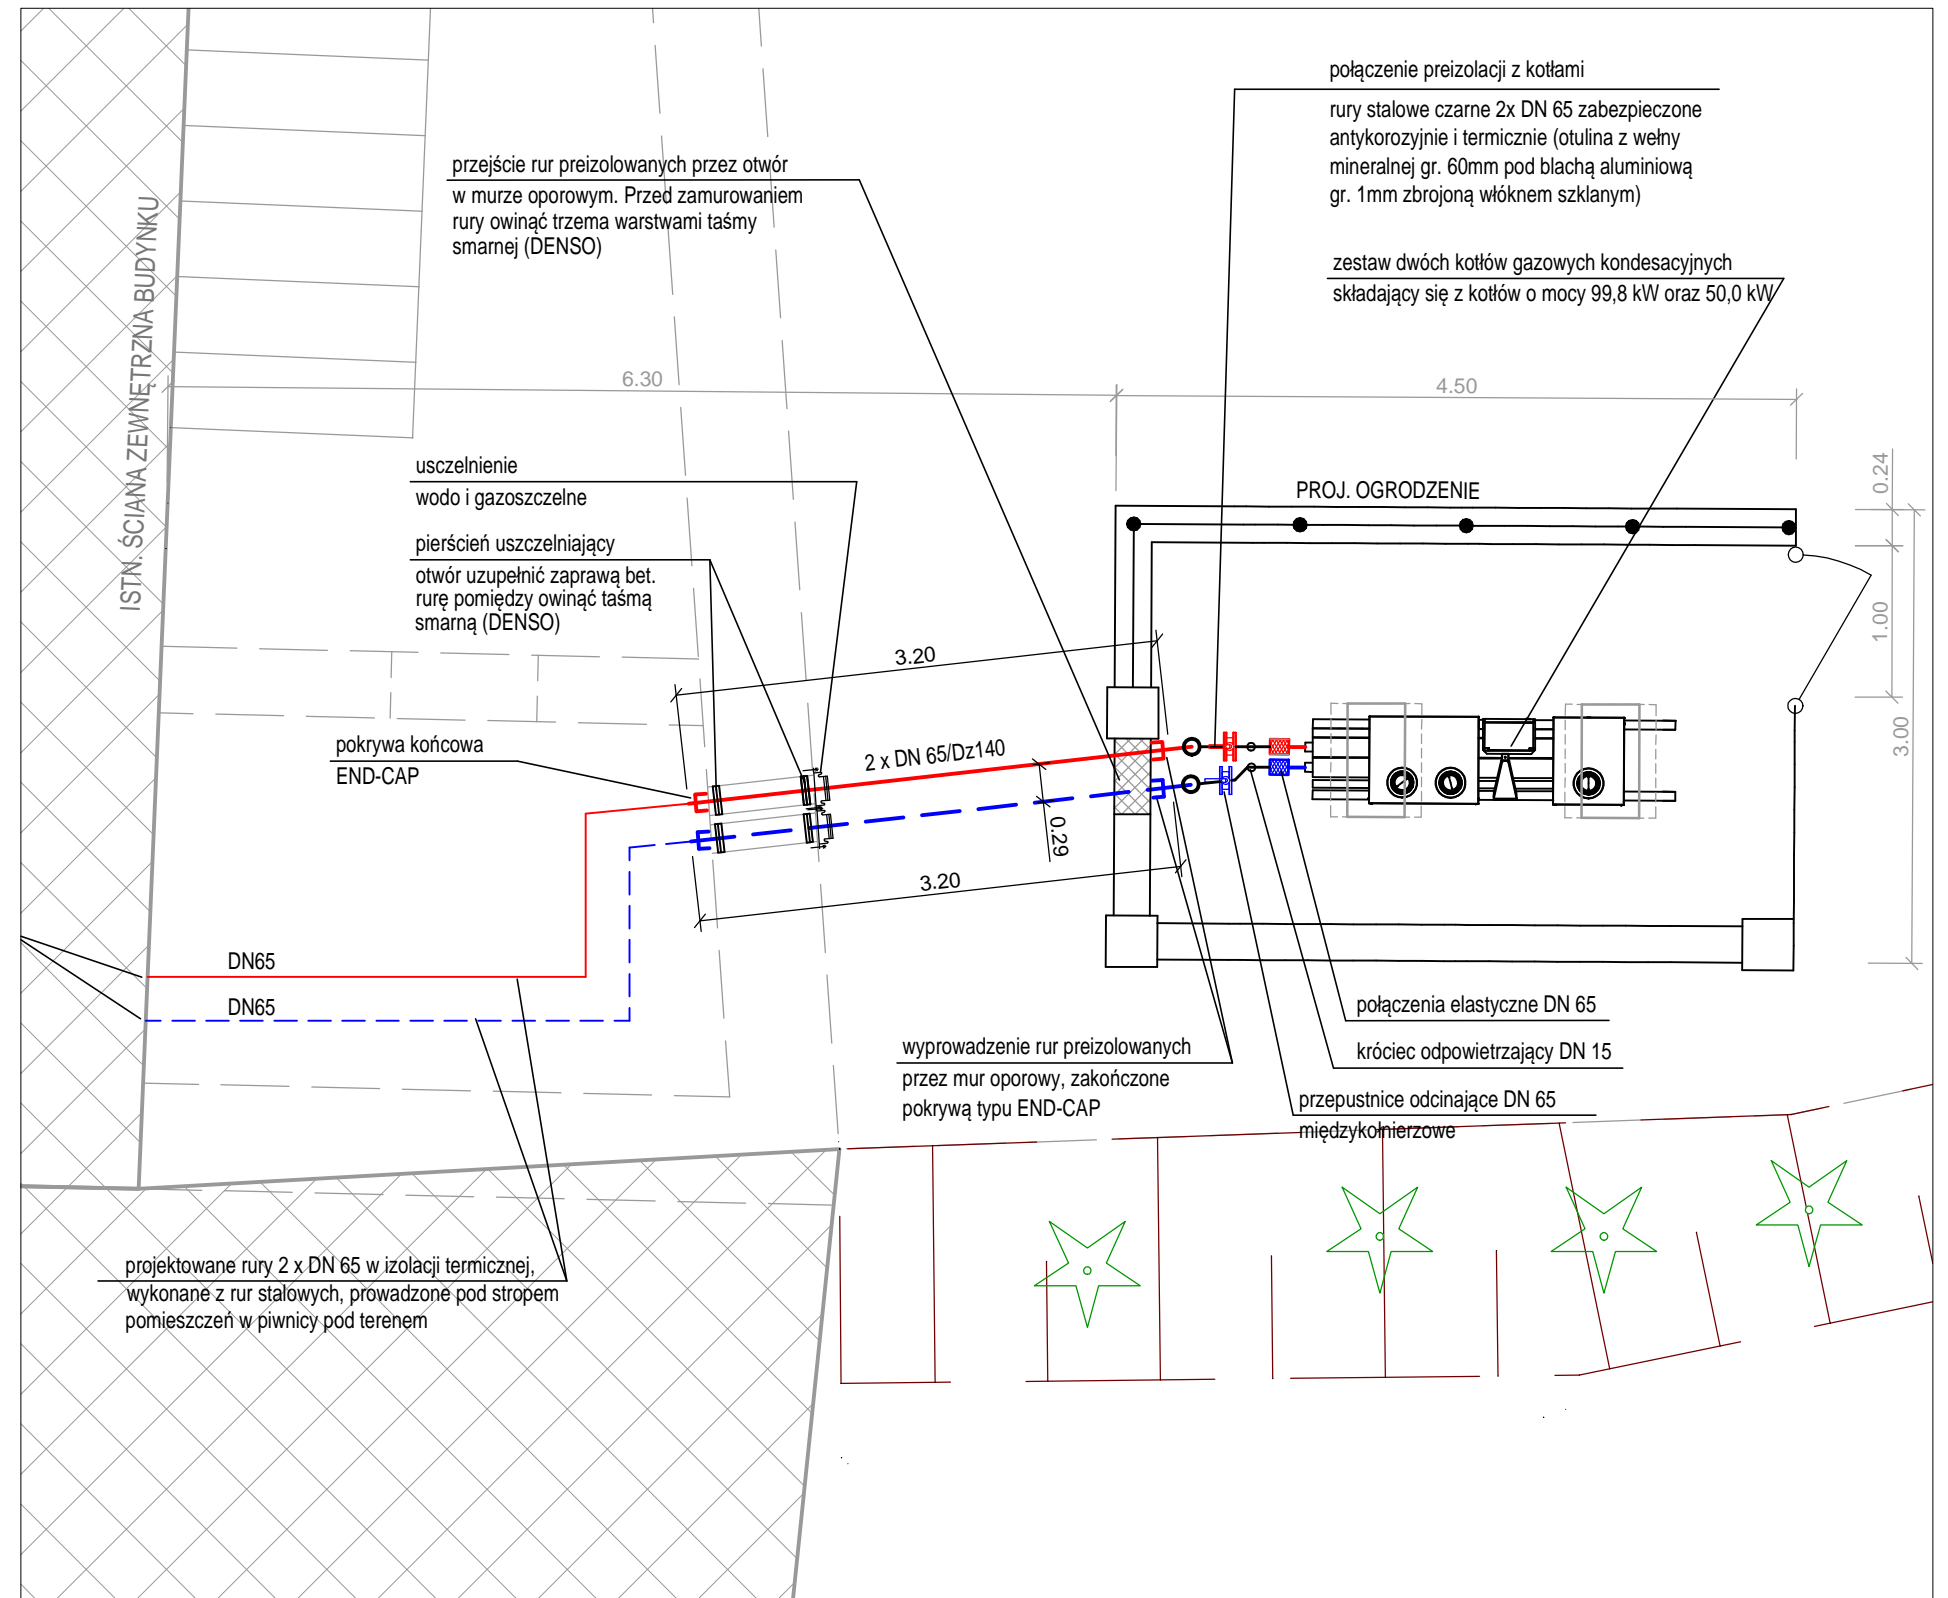 połączenie preizolacji z kotłami
rury stalowe czarne 2x DN 65 zabezpieczone
antykorozyjnie i termicznie (otulina z wełny
mineralnej gr. 60mm pod blachą aluminiową
gr. 1mm zbrojoną włóknem szklanym)
przejście rur preizolowanych przez otwór
w murze oporowym. Przed zamurowaniem
rury owinąć trzema warstwami taśmy
smarnej (DENSO)
zestaw dwóch kotłów gazowych kondesacyjnych
składający się z kotłów o mocy 99,8 kW oraz 50,0 kW
ISTN. ŚCIANA ZEWNĘTRZNA BUDYNKU
6.30
4.50
usczelnienie
wodo i gazoszczelne
PROJ. OGRODZENIE
0.24
pierścień uszczelniający
otwór uzupełnić zaprawą bet.
rurę pomiędzy owinąć taśmą
smarną (DENSO)
1.00
3.20
3.00
pokrywa końcowa
END-CAP
2 x DN 65/Dz140
0.29
3.20
DN65
DN65
połączenia elastyczne DN 65
wyprowadzenie rur preizolowanych
przez mur oporowy, zakończone
pokrywą typu END-CAP
króciec odpowietrzający DN 15
przepustnice odcinające DN 65
międzykołnierzowe
projektowane rury 2 x DN 65 w izolacji termicznej,
wykonane z rur stalowych, prowadzone pod stropem
pomieszczeń w piwnicy pod terenem